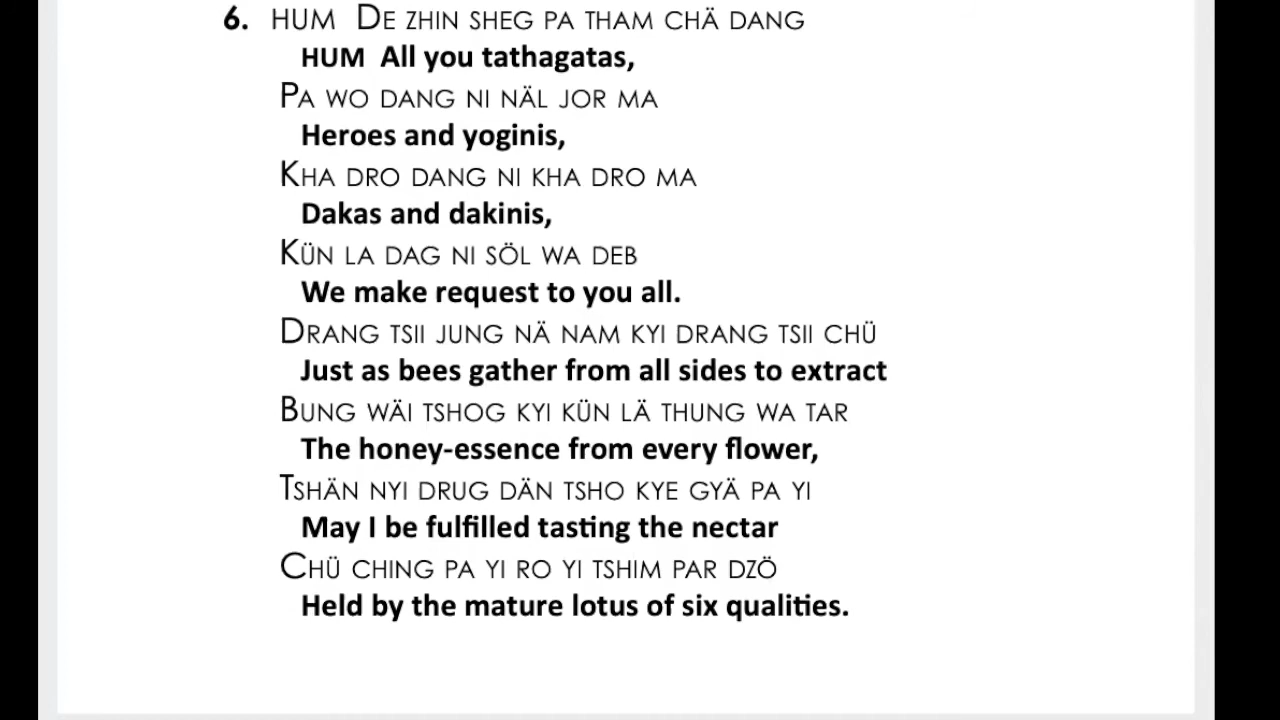 6. HUM DE ZHIN SHEG PA THAM CHÄ DANG
HUM All you tathagatas,
PA WO DANG NI NÄL JOR MA
Heroes and yoginis,
KHA DRO DANG NI KHA DRO MA
Dakas and dakinis,
KÜN LA DAG NI SÖL WA DEB
We make request to you all.
DRANG TSII JUNG NÄ NAM KYI DRANG TSII CHÜ
Just as bees gather from all sides to extract
BUNG WÄI TSHOG KYI KÜN LÄ THUNG WA TAR
The honey-essence from every flower,
TSHÄN NYI DRUG DÄN TSHO KYE GYÄ PA YI
May I be fulfilled tasting the nectar
CHÜ CHING PA YI RO YI TSHIM PAR DZÖ
Held by the mature lotus of six qualities.